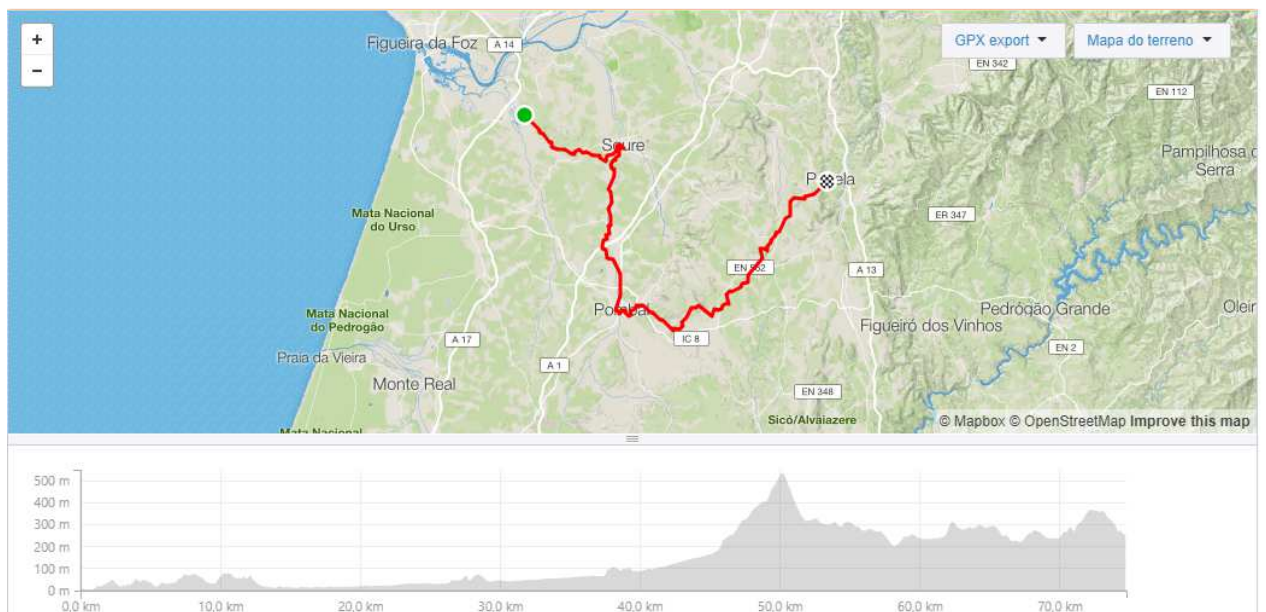 +
−
GPX export
Mapa do terreno
Figueira da Foz
A 14
EN 342
EN 112
Soure
Pampilhosa
Serra
Mata Nacional
do Urso
ER 347
A 13
Pombal
Mata Nacional
do Pedrogão
Pedrógão Grande
Figueiró dos Vinhos
A 17
IC 8
EN 2
Praia da Vieira
A 1
Monte Real
EN 348
Sicó/Alvaiazere
Mata Nacional
© Mapbox © OpenStreetMap Improve this map
500 m
400 m
300 m
200 m
100 m
0 m
0.0 km
10.0 km
20.0 km
30.0 km
40.0 km
50.0 km
60.0 km
70.0 km